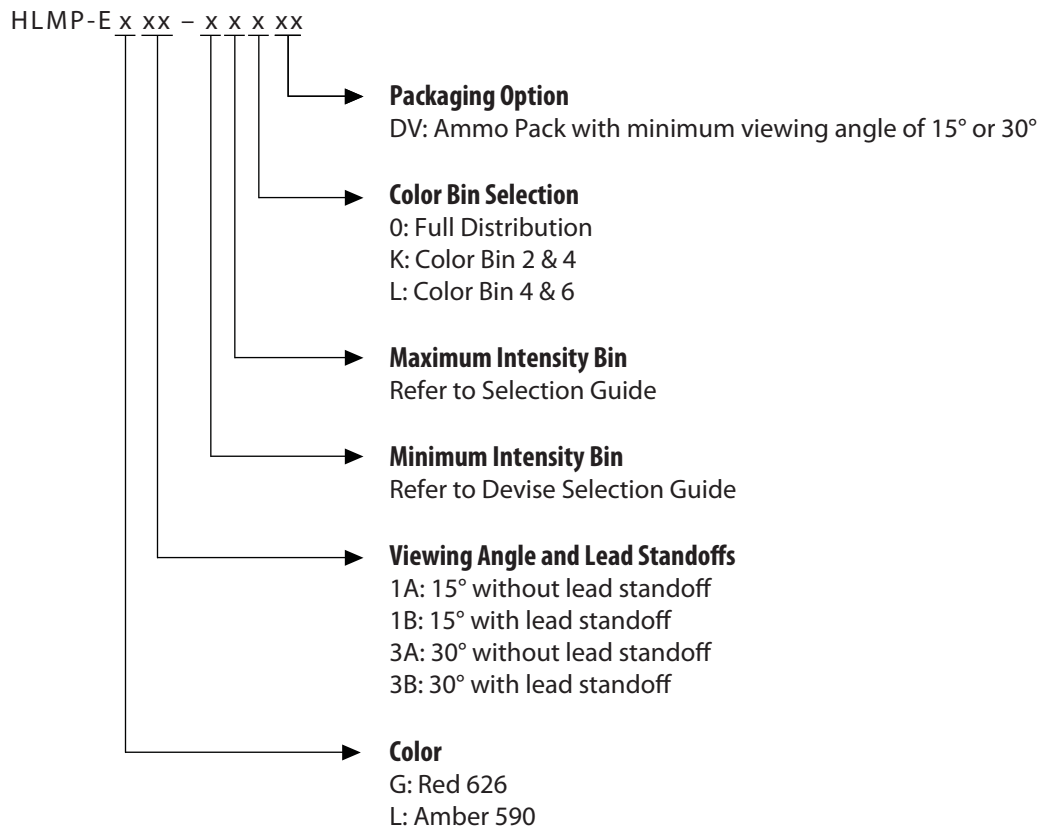 HLMP-E x xx – x x x xx
Packaging Option
DV: Ammo Pack with minimum viewing angle of 15° or 30°
Color Bin Selection
0: Full Distribution
K: Color Bin 2 & 4
L: Color Bin 4 & 6
Maximum Intensity Bin
Refer to Selection Guide
Minimum Intensity Bin
Refer to Devise Selection Guide
Viewing Angle and Lead Standoffs
1A: 15° without lead standoff
1B: 15° with lead standoff
3A: 30° without lead standoff
3B: 30° with lead standoff
Color
G: Red 626
L: Amber 590